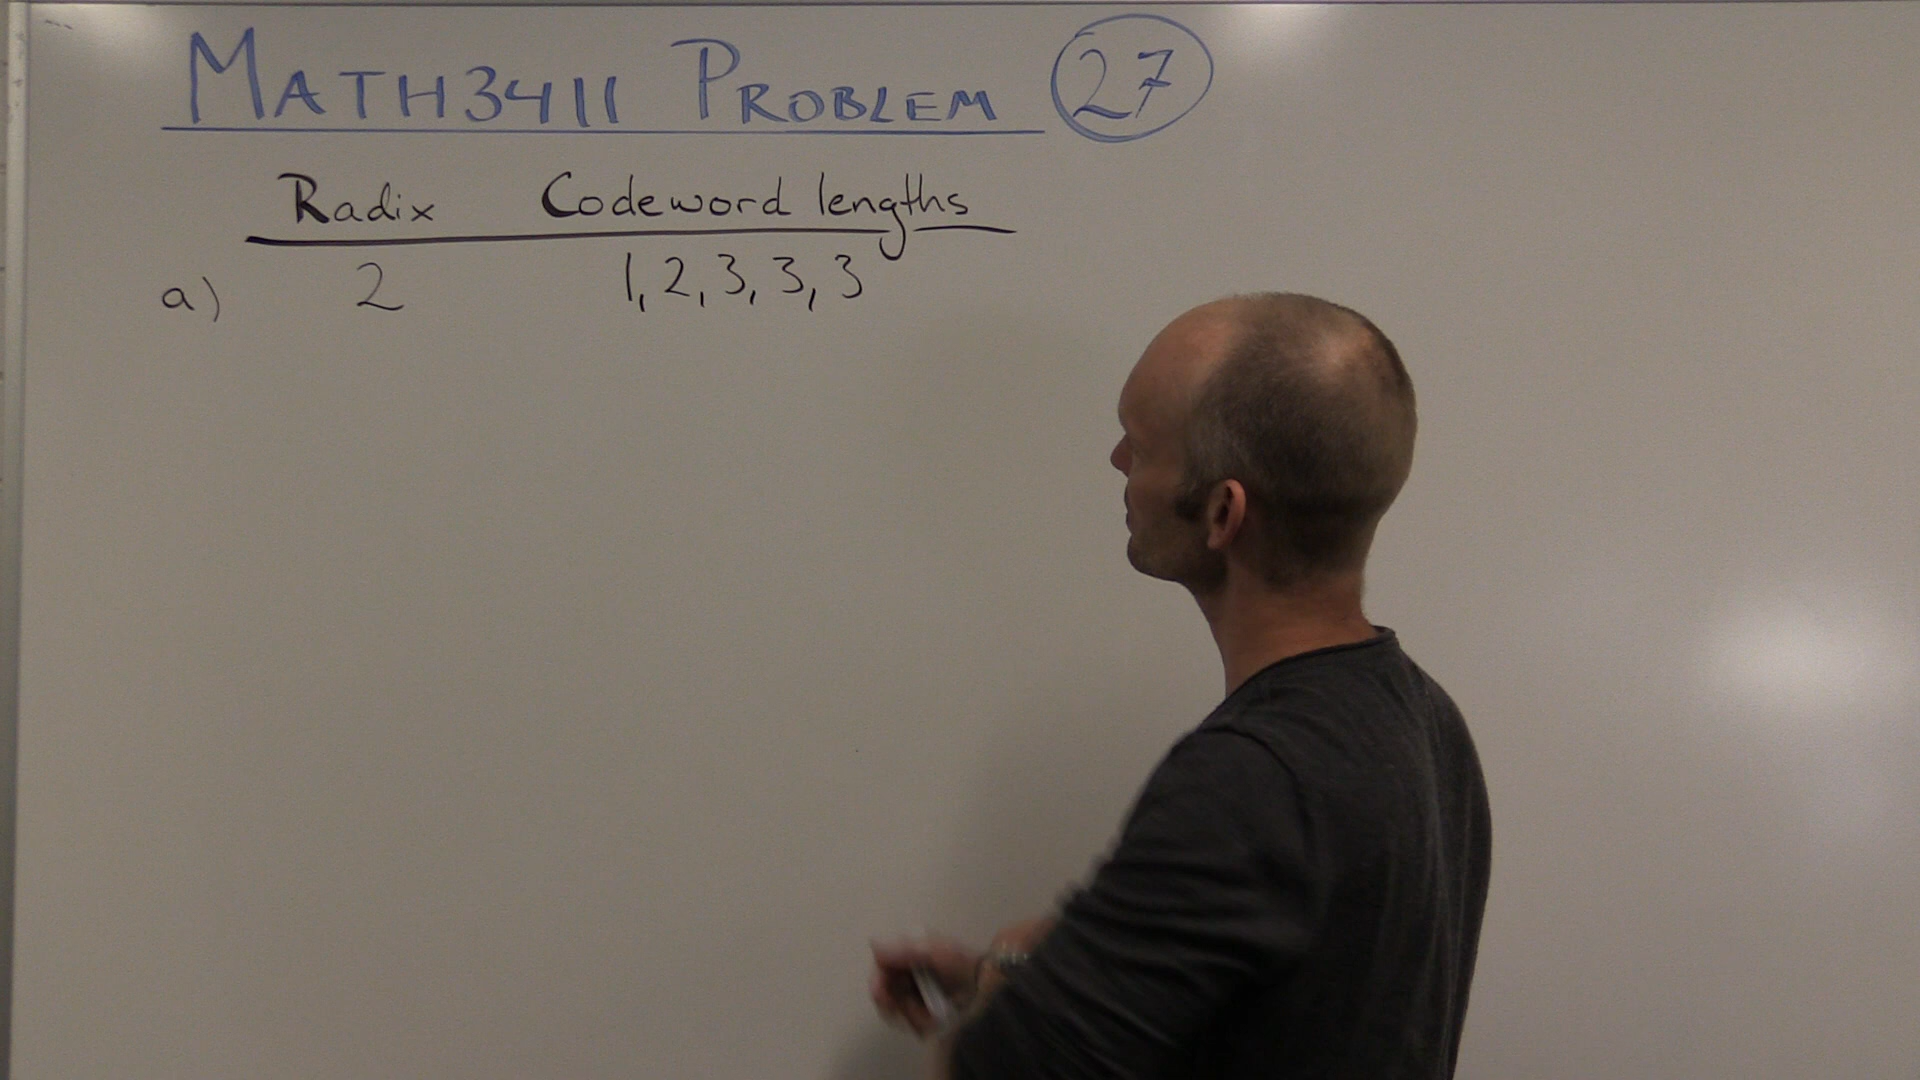 MATH3411 PROBLEM 27
Radix Codeword lengths
a) 2 1, 2, 3, 3, 3